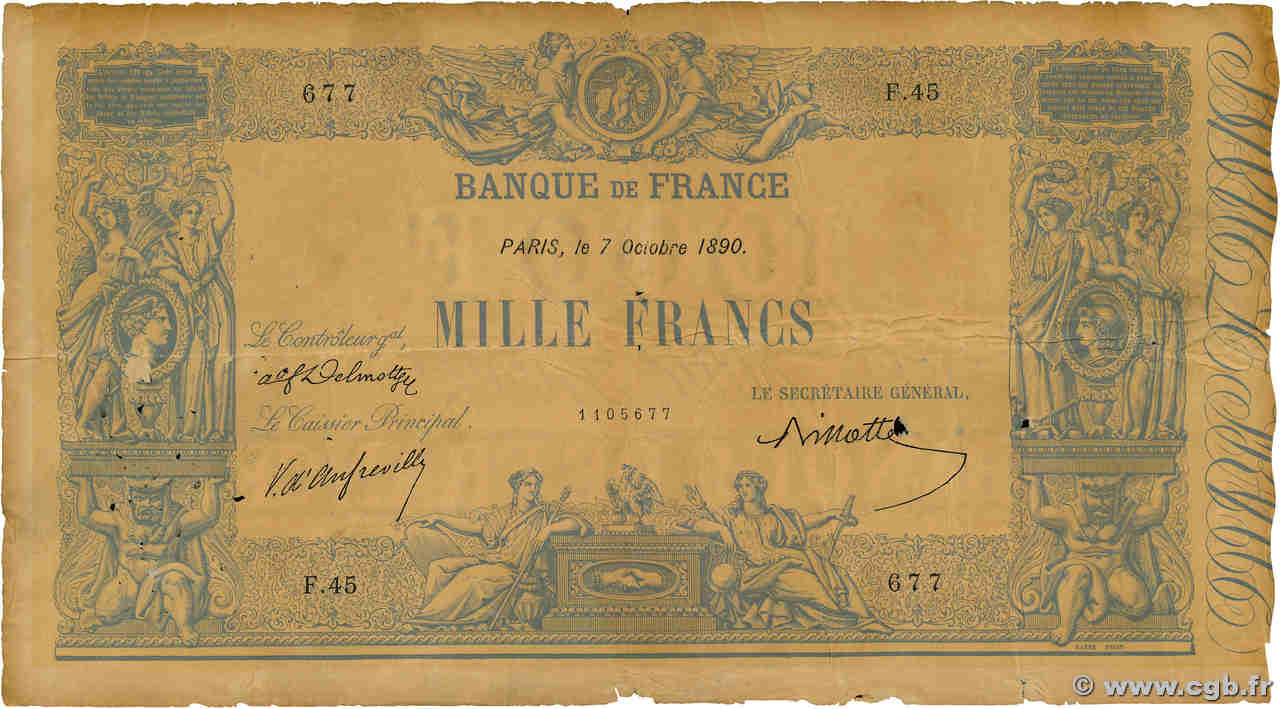 677 F.45
BANQUE DE FRANCE
PARIS, le 7 Octobre 1890.
MILLE FRANCS
Le Contrôleur gal,
Delmotte
LE SECRÉTAIRE GÉNÉRAL,
Le Caissier Principal.
1105677
V. d'Anfreville
F.45 677
© www.cgb.fr